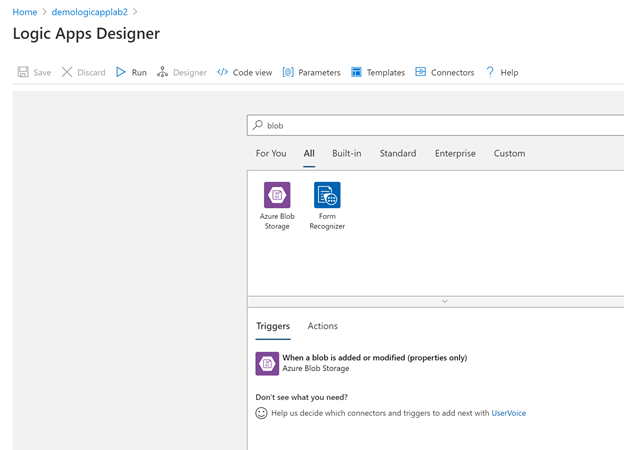 Home > demologicapplab2 >
Logic Apps Designer
Save Discard Run Designer Code view Parameters Templates Connectors ? Help
blob
For You All Built-in Standard Enterprise Custom
Azure Blob Storage
Form Recognizer
Triggers Actions
When a blob is added or modified (properties only)
Azure Blob Storage
Don't see what you need?
Help us decide which connectors and triggers to add next with UserVoice